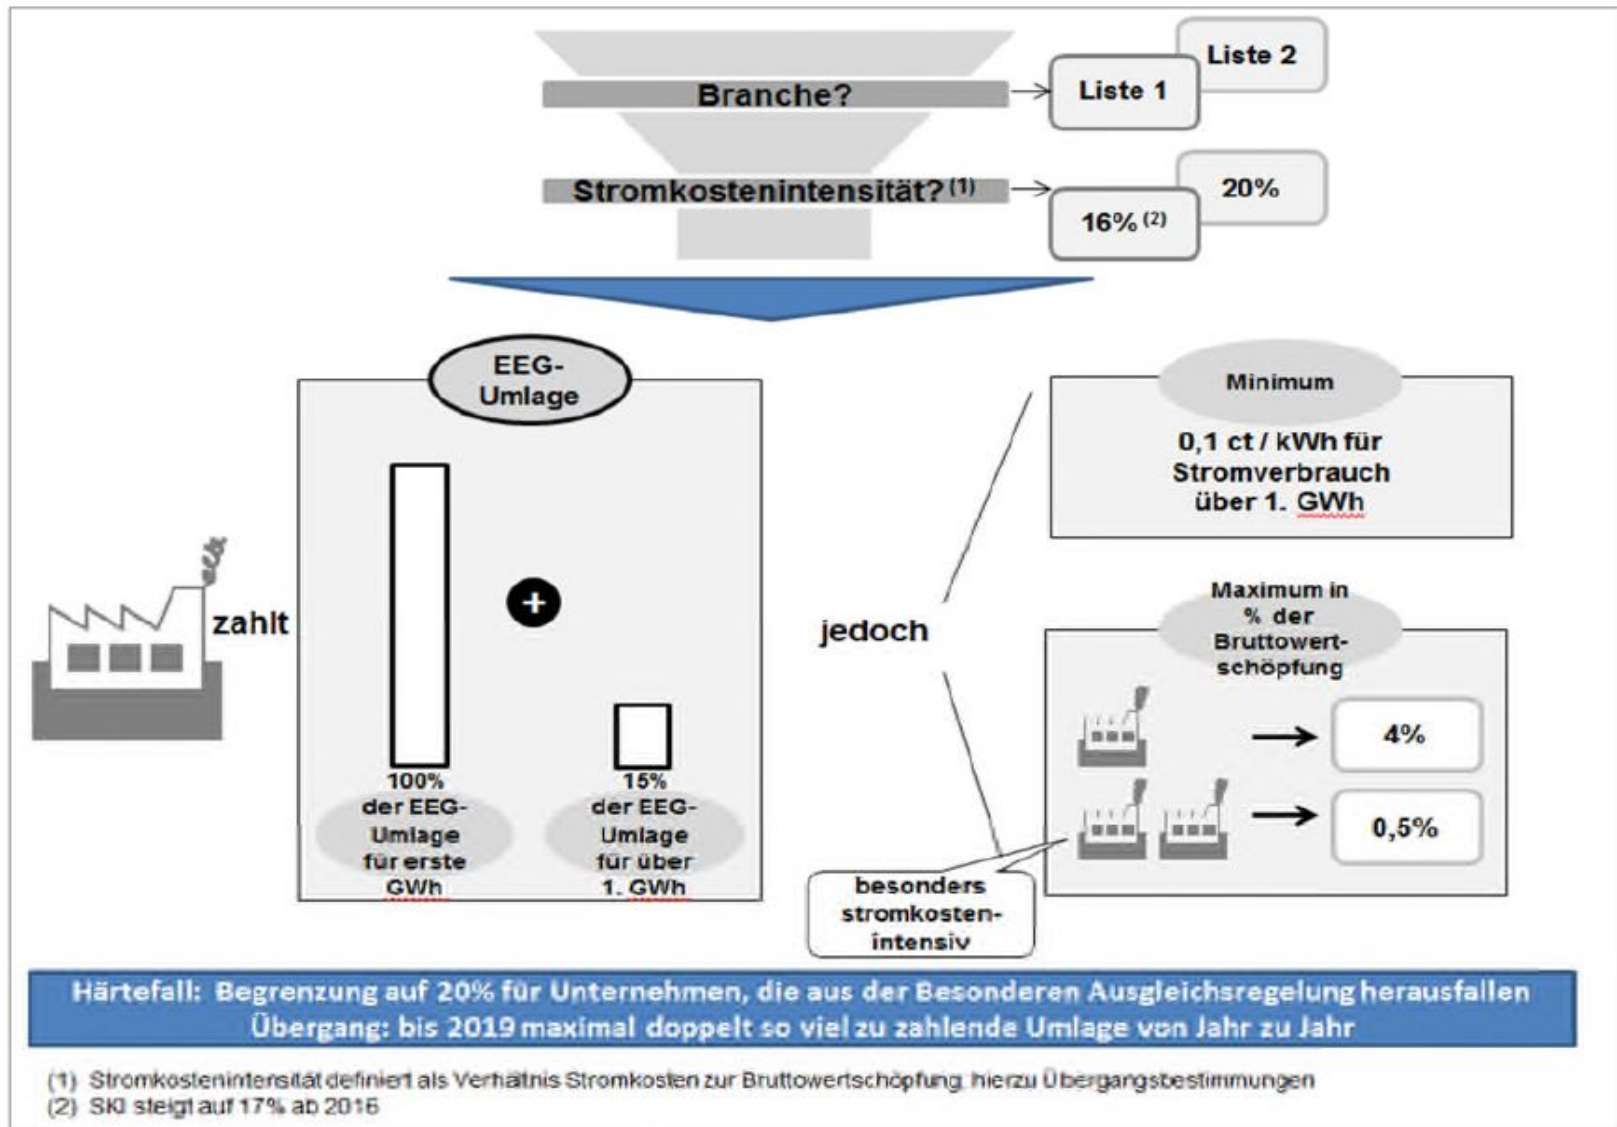 Liste 2
Branche?
Liste 1
Stromkostenintensität? (1)
20%
16% (2)
EEG-
Umlage
zahlt
+
100%
der EEG-
Umlage
für erste
GWh
15%
der EEG-
Umlage
für über
1. GWh
jedoch
Minimum
0,1 ct / kWh für
Stromverbrauch
über 1. GWh
Maximum in
% der
Bruttowert-
schöpfung
4%
0,5%
besonders
stromkosten-
intensiv
Härtefall: Begrenzung auf 20% für Unternehmen, die aus der Besonderen Ausgleichsregelung herausfallen
Übergang: bis 2019 maximal doppelt so viel zu zahlende Umlage von Jahr zu Jahr
(1) Stromkostenintensität definiert als Verhältnis Stromkosten zur Bruttowertschöpfung; hierzu Übergangsbestimmungen
(2) SKI steigt auf 17% ab 2016